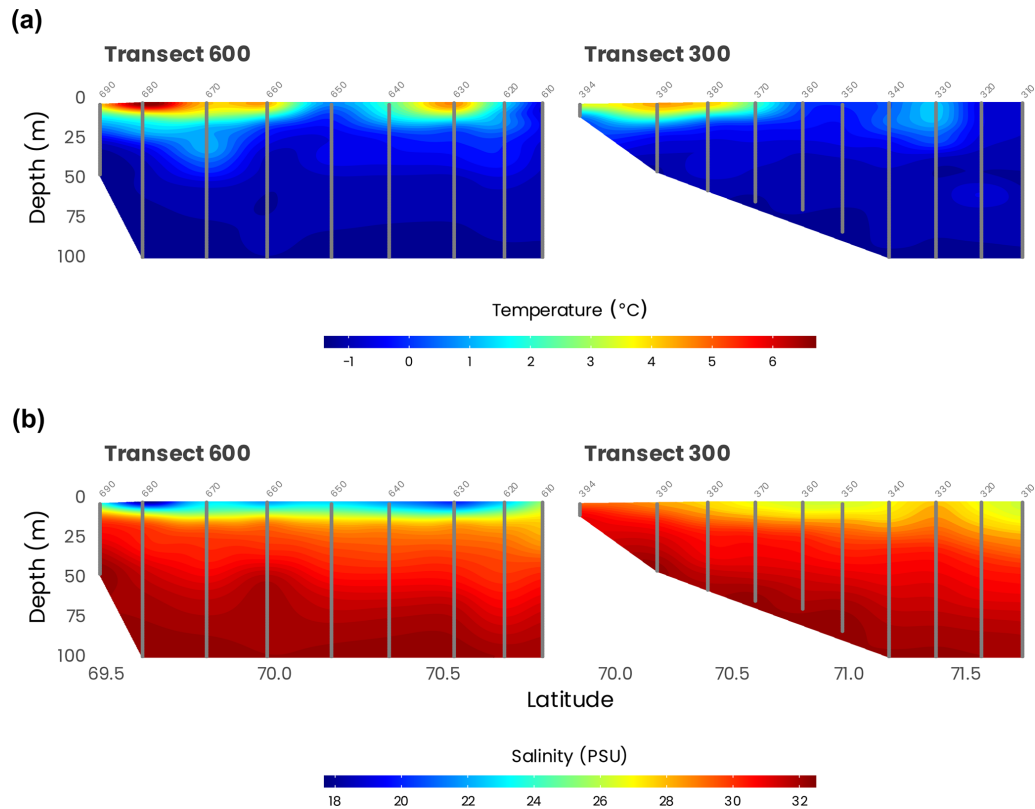 (a)
Transect 600 Transect 300
690 680 670 660 650 640 630 620 610 394 390 380 370 360 350 340 330 320 310
0
25
50
75
100
Depth (m)
Temperature (°C)
-1 0 1 2 3 4 5 6
(b)
Transect 600 Transect 300
690 680 670 660 650 640 630 620 610 394 390 380 370 360 350 340 330 320 310
0
25
50
75
100
Depth (m)
69.5 70.0 70.5 70.0 70.5 71.0 71.5
Latitude
Salinity (PSU)
18 20 22 24 26 28 30 32